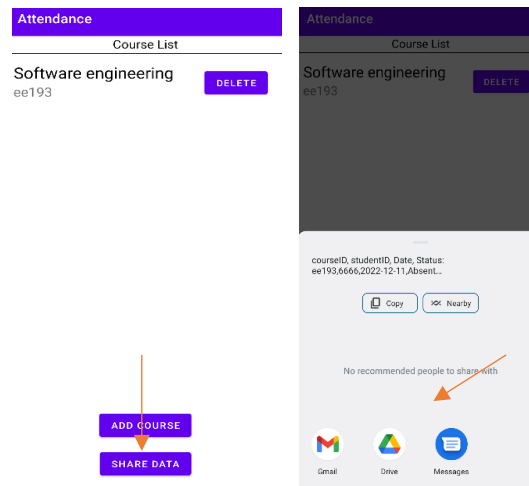 Attendance
Course List
Software engineering
ee193
DELETE
ADD COURSE
SHARE DATA
Attendance
Course List
Software engineering
ee193
DELETE
courseID, studentID, Date, Status:
ee193,6666,2022-12-11,Absent...
Copy
Nearby
No recommended people to share with
Gmail
Drive
Messages